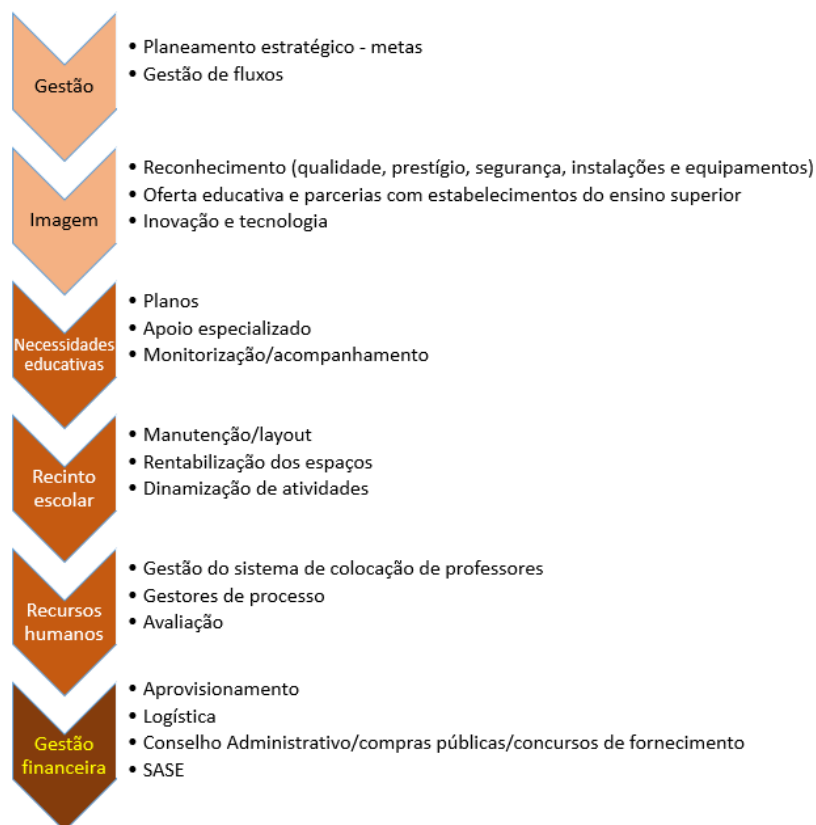 Gestão
• Planeamento estratégico - metas
• Gestão de fluxos
Imagem
• Reconhecimento (qualidade, prestígio, segurança, instalações e equipamentos)
• Oferta educativa e parcerias com estabelecimentos do ensino superior
• Inovação e tecnologia
Necessidades
educativas
• Planos
• Apoio especializado
• Monitorização/acompanhamento
Recinto
escolar
• Manutenção/layout
• Rentabilização dos espaços
• Dinamização de atividades
Recursos
humanos
• Gestão do sistema de colocação de professores
• Gestores de processo
• Avaliação
Gestão
financeira
• Aprovisionamento
• Logística
• Conselho Administrativo/compras públicas/concursos de fornecimento
• SASE